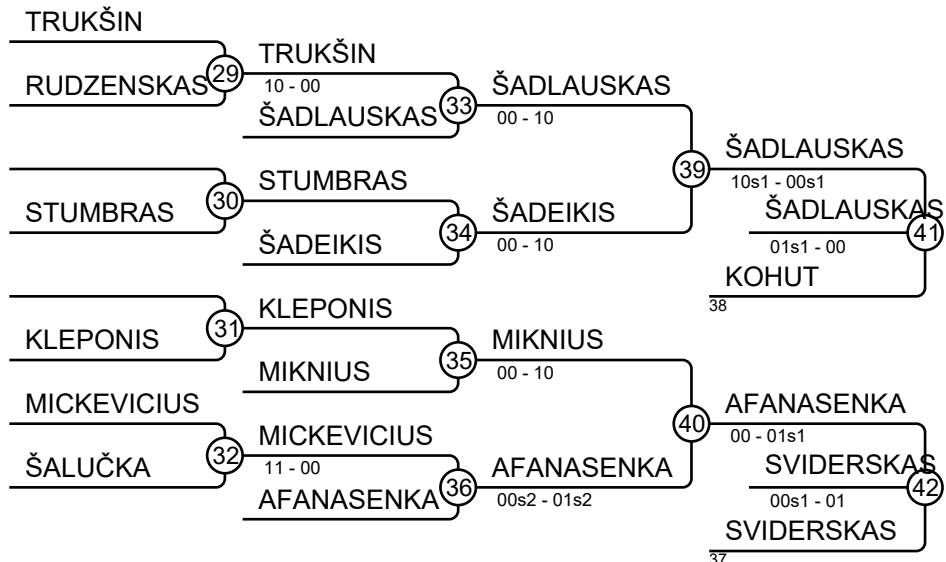 TRUKŠIN
RUDZENSKAS
29
TRUKŠIN
10 - 00
ŠADLAUSKAS
33
ŠADLAUSKAS
00 - 10
STUMBRAS
30
STUMBRAS
ŠADEIKIS
34
ŠADEIKIS
00 - 10
39
ŠADLAUSKAS
10s1 - 00s1
ŠADLAUSKAS
01s1 - 00
41
KOHUT
38
KLEPONIS
31
KLEPONIS
MIKNIUS
35
MIKNIUS
00 - 10
MICKEVICIUS
ŠALUČKA
32
MICKEVICIUS
11 - 00
AFANASENKA
36
AFANASENKA
00s2 - 01s2
40
AFANASENKA
00 - 01s1
SVIDERSKAS
00s1 - 01
42
SVIDERSKAS
37